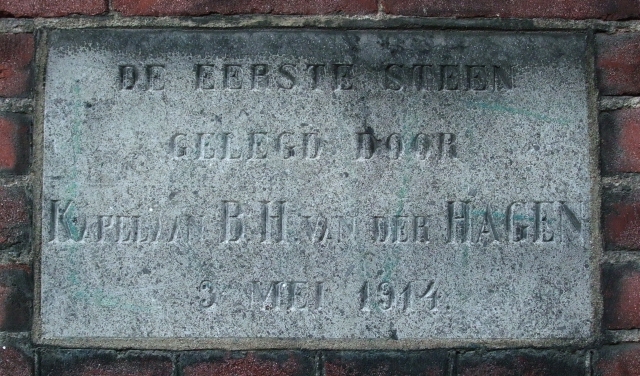 DE EERSTE STEEN
GELEGD DOOR
KAPELAAN B.H. VAN DER HAGEN
3 MEI 1914.